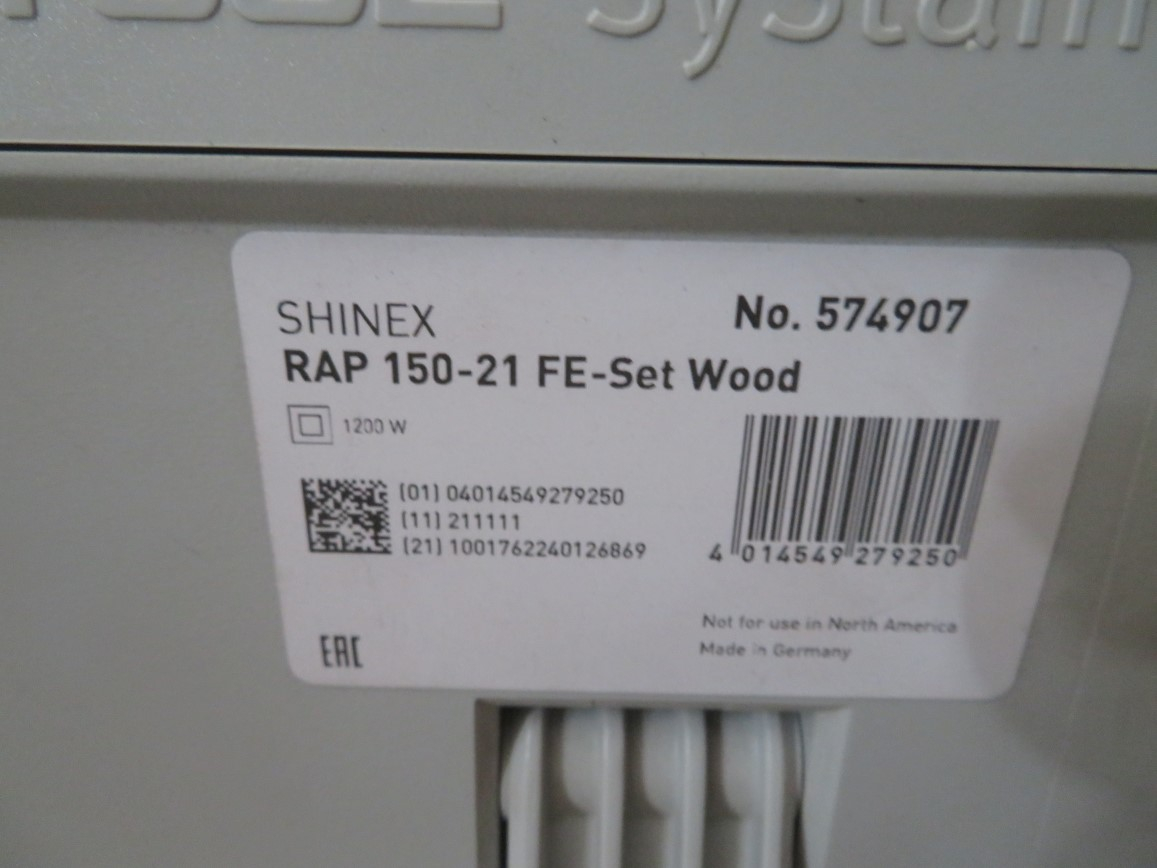 Systain
SHINEX
No. 574907
RAP 150-21 FE-Set Wood
1200 W
(01) 04014549279250
(11) 211111
(21) 1001762240126869
4 014549 279250
Not for use in North America
Made in Germany
EAC